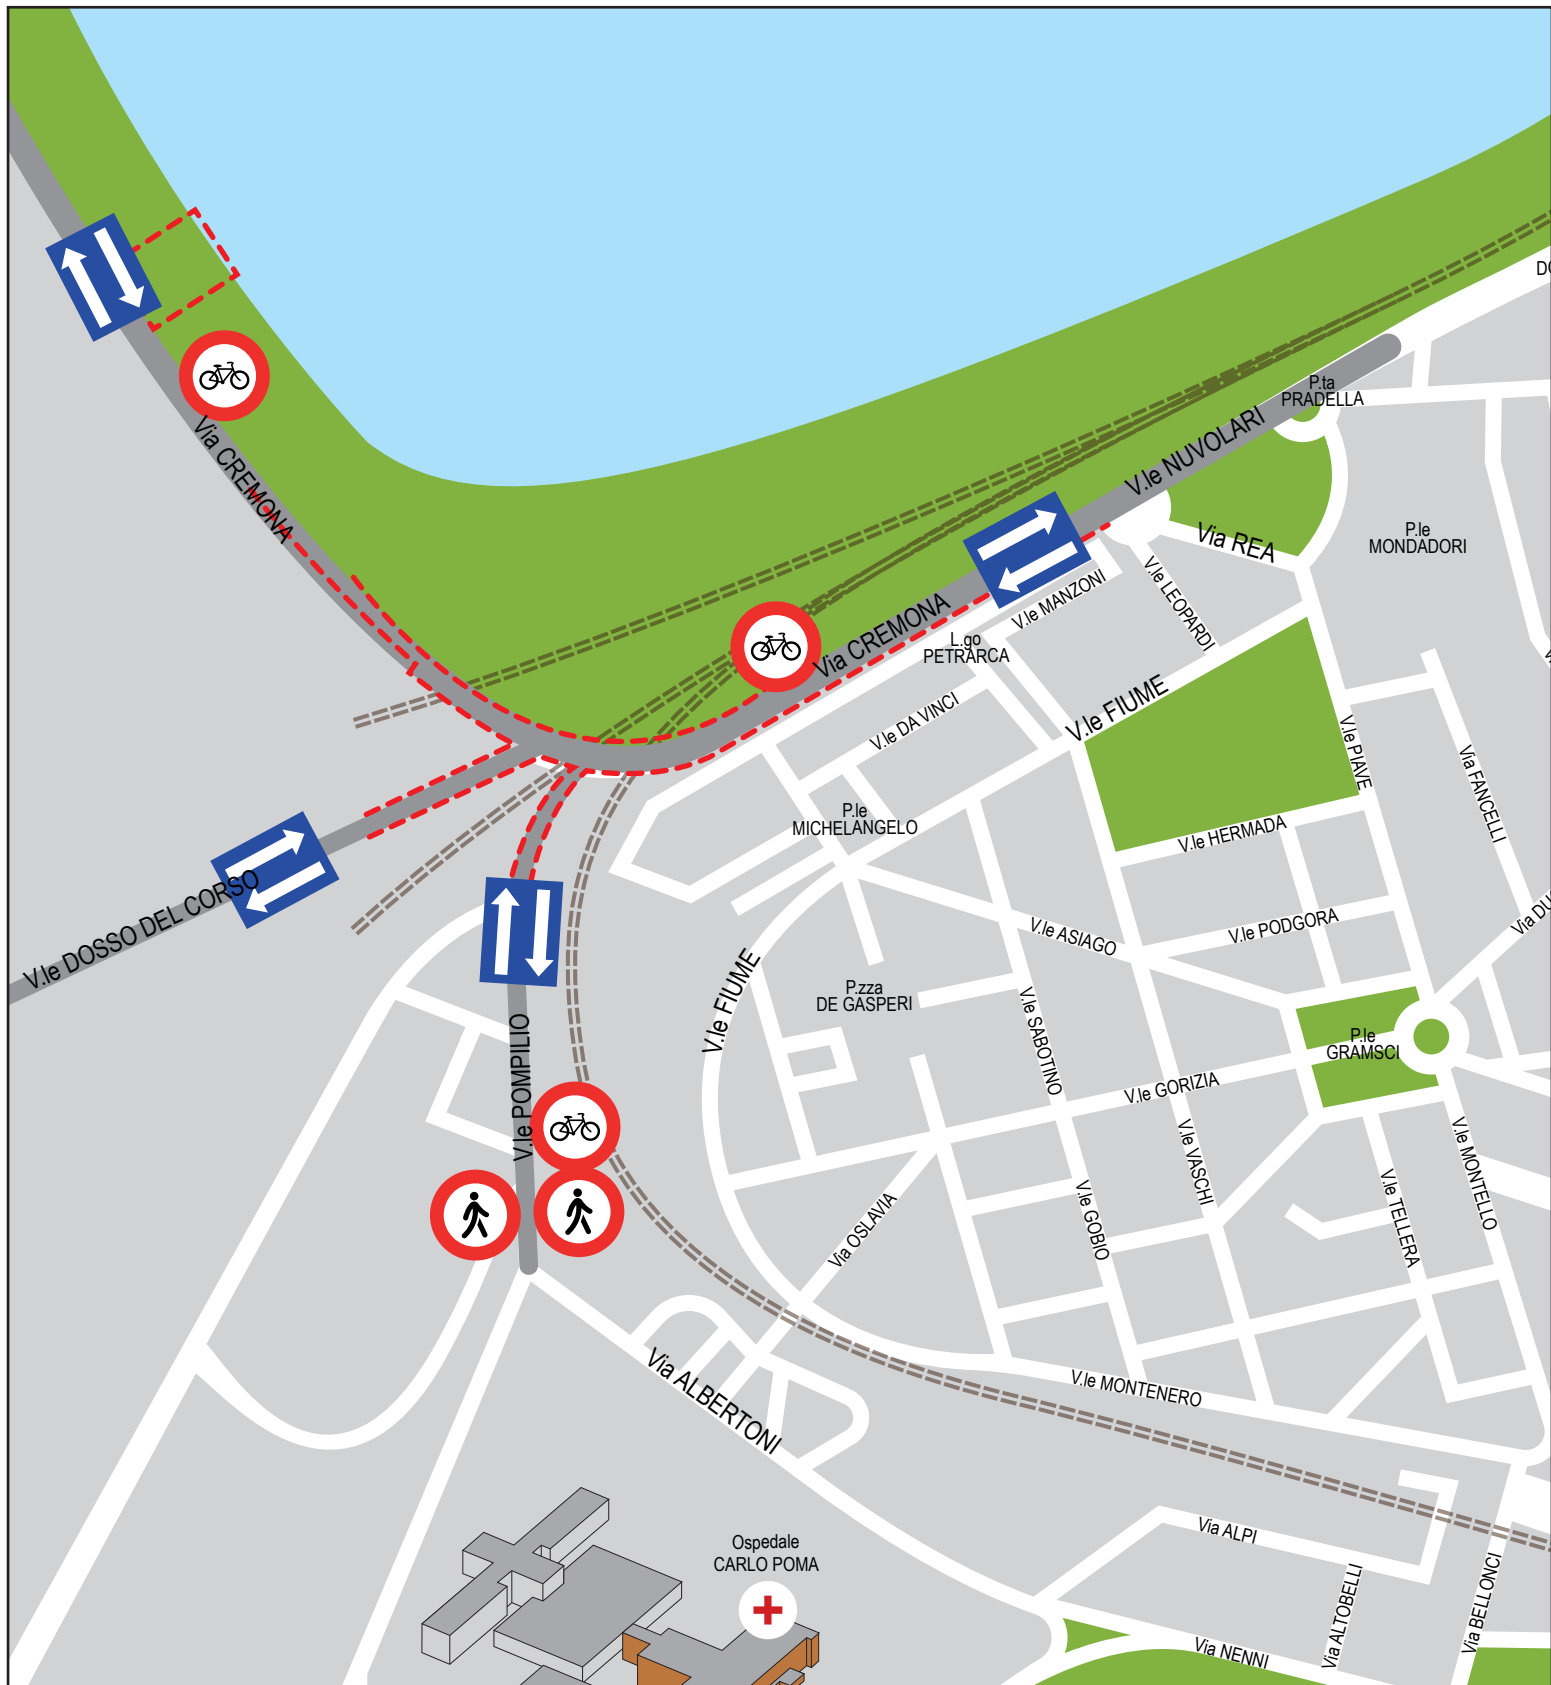 DO
P.ta
PRADELLA
V.le NUVOLARI
Via CREMONA
P.le
MONDADORI
Via REA
V.le LEOPARDI
V.le MANZONI
Via CREMONA
L.go
PETRARCA
V.le FIUME
V.le DA VINCI
V.le PIAVE
Via FANCELLI
P.le
MICHELANGELO
V.le HERMADA
V.le DOSSO DEL CORSO
V.le ASIAGO
V.le PODGORA
Via DU
V.le FIUME
P.zza
DE GASPERI
V.le SABOTINO
P.le
GRAMSCI
V.le POMPILIO
V.le GORIZIA
V.le VASCHI
V.le MONTELLO
V.le GOBIO
V.le TELLERA
Via OSLAVIA
Via ALBERTONI
V.le MONTENERO
Via ALPI
Ospedale
CARLO POMA
Via ALTOBELLI
Via BELLONCI
Via NENNI